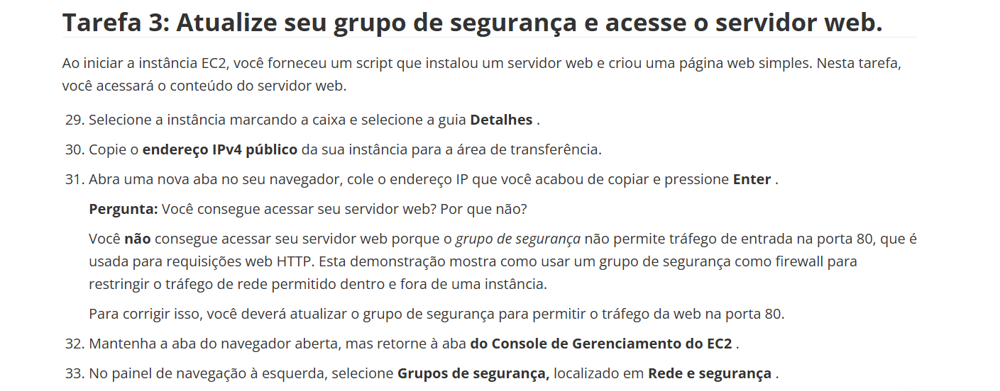 Tarefa 3: Atualize seu grupo de segurança e acesse o servidor web.
Ao iniciar a instância EC2, você forneceu um script que instalou um servidor web e criou uma página web simples. Nesta tarefa,
você acessará o conteúdo do servidor web.
29. Selecione a instância marcando a caixa e selecione a guia Detalhes .
30. Copie o endereço IPv4 público da sua instância para a área de transferência.
31. Abra uma nova aba no seu navegador, cole o endereço IP que você acabou de copiar e pressione Enter .
Pergunta: Você consegue acessar seu servidor web? Por que não?
Você não consegue acessar seu servidor web porque o grupo de segurança não permite tráfego de entrada na porta 80, que é
usada para requisições web HTTP. Esta demonstração mostra como usar um grupo de segurança como firewall para
restringir o tráfego de rede permitido dentro e fora de uma instância.
Para corrigir isso, você deverá atualizar o grupo de segurança para permitir o tráfego da web na porta 80.
32. Mantenha a aba do navegador aberta, mas retorne à aba do Console de Gerenciamento do EC2 .
33. No painel de navegação à esquerda, selecione Grupos de segurança, localizado em Rede e segurança .